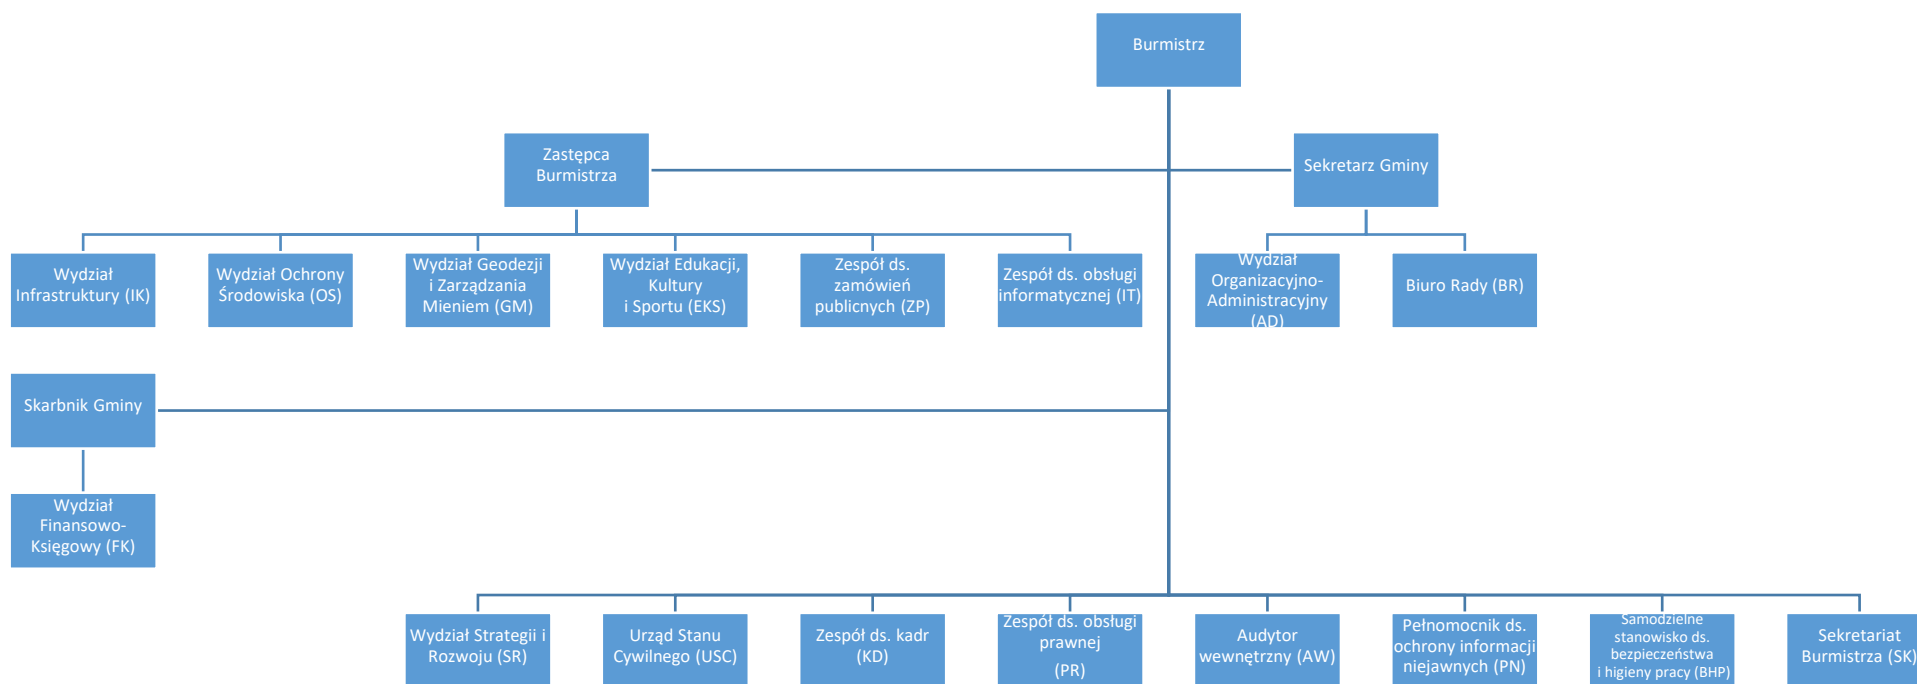 Burmistrz
Zastępca
Burmistrza
Sekretarz Gminy
Wydział
Infrastruktury (IK)
Wydział Ochrony
Środowiska (OS)
Wydział Geodezji
i Zarządzania
Mieniem (GM)
Wydział Edukacji,
Kultury
i Sportu (EKS)
Zespół ds.
zamówień
publicznych (ZP)
Zespół ds. obsługi
informatycznej (IT)
Wydział
Organizacyjno-
Administracyjny
(AD)
Biuro Rady (BR)
Skarbnik Gminy
Wydział
Finansowo-
Księgowy (FK)
Wydział Strategii i
Rozwoju (SR)
Urząd Stanu
Cywilnego (USC)
Zespół ds. kadr
(KD)
Zespół ds. obsługi
prawnej
(PR)
Audytor
wewnętrzny (AW)
Pełnomocnik ds.
ochrony informacji
niejawnych (PN)
Samodzielne
stanowisko ds.
bezpieczeństwa
i higieny pracy (BHP)
Sekretariat
Burmistrza (SK)